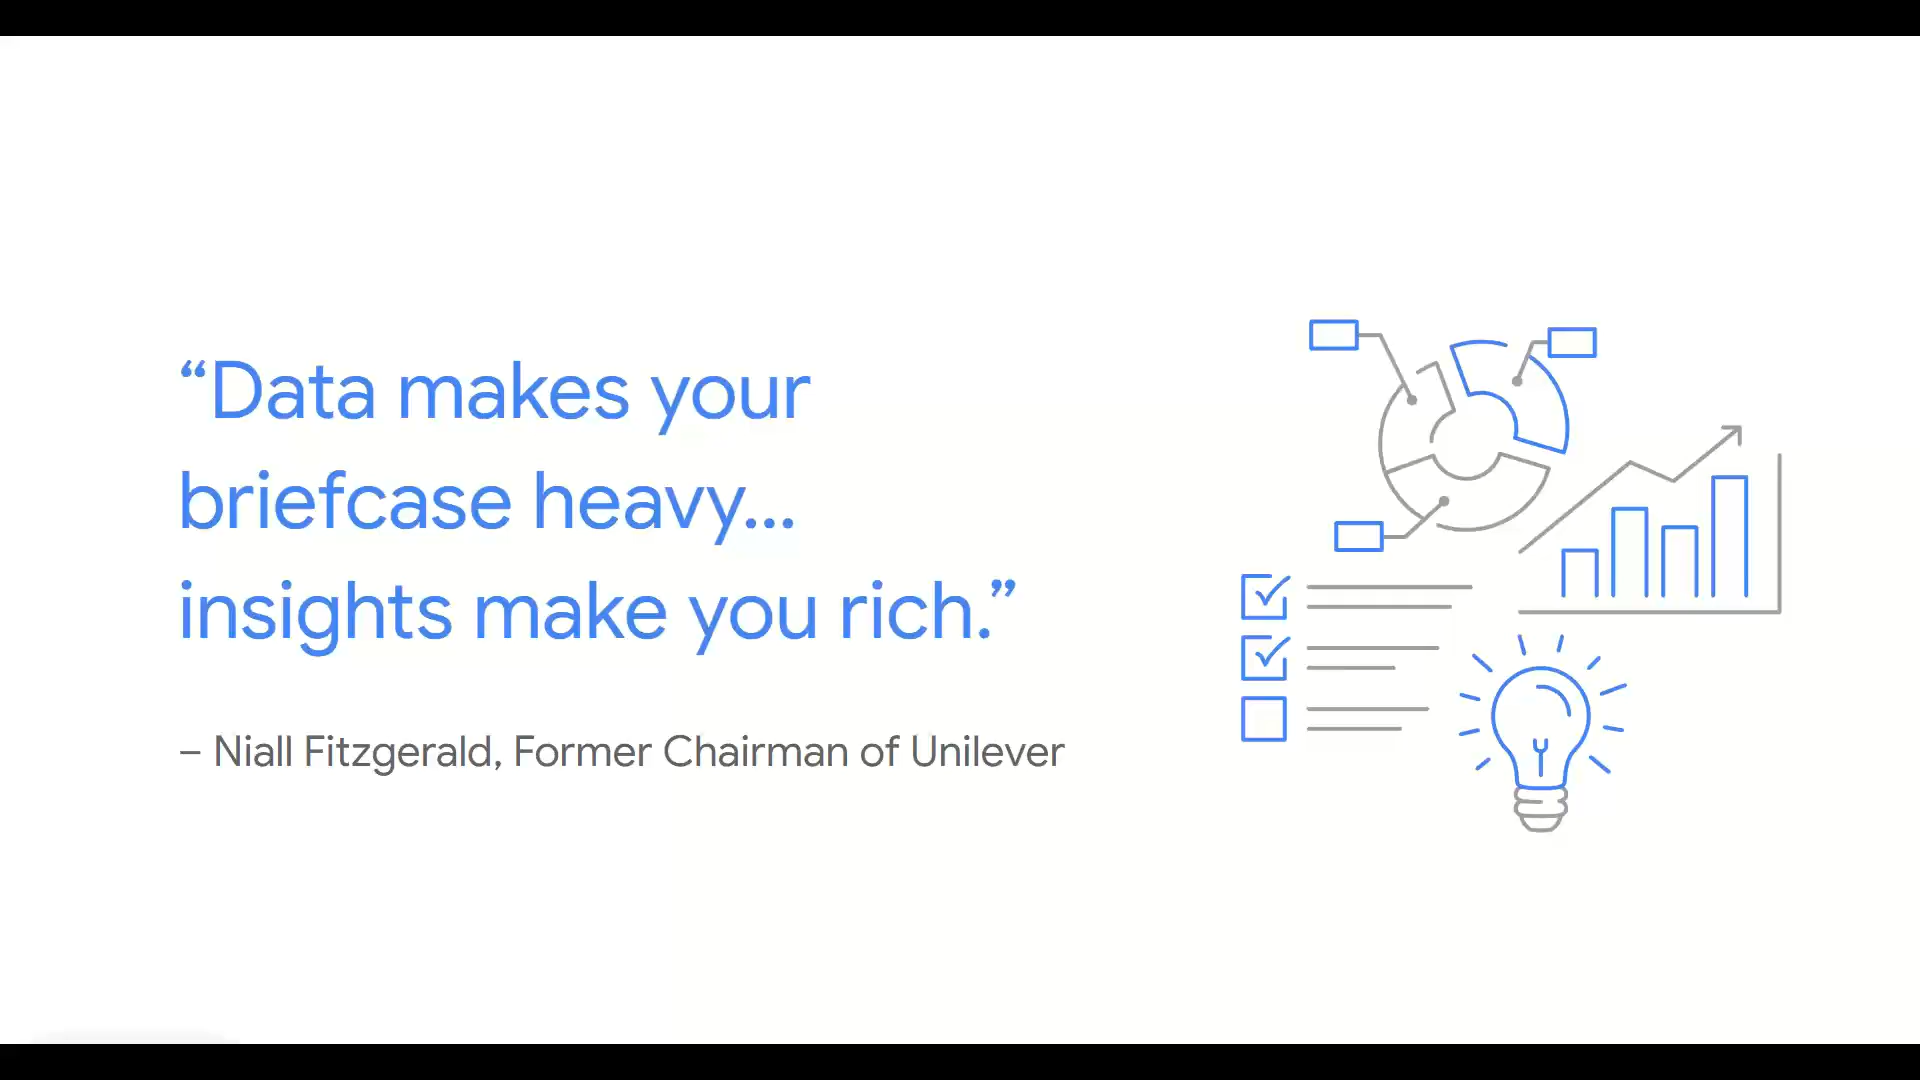 “Data makes your
briefcase heavy...
insights make you rich.”
– Niall Fitzgerald, Former Chairman of Unilever